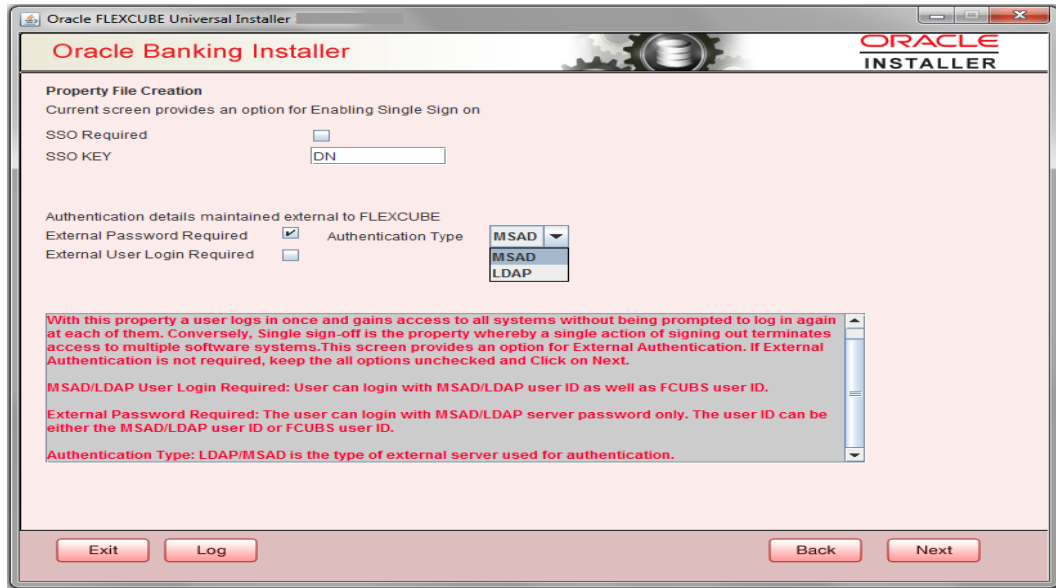 Oracle FLEXCUBE Universal Installer
Oracle Banking Installer
ORACLE
INSTALLER
Property File Creation
Current screen provides an option for Enabling Single Sign on
SSO Required
SSO KEY DN
Authentication details maintained external to FLEXCUBE
External Password Required Authentication Type MSAD
External User Login Required MSAD
LDAP
With this property a user logs in once and gains access to all systems without being prompted to log in again
at each of them. Conversely, Single sign-off is the property whereby a single action of signing out terminates
access to multiple software systems.This screen provides an option for External Authentication. If External
Authentication is not required, keep the all options unchecked and Click on Next.
MSAD/LDAP User Login Required: User can login with MSAD/LDAP user ID as well as FCUBS user ID.
External Password Required: The user can login with MSAD/LDAP server password only. The user ID can be
either the MSAD/LDAP user ID or FCUBS user ID.
Authentication Type: LDAP/MSAD is the type of external server used for authentication.
Exit Log Back Next